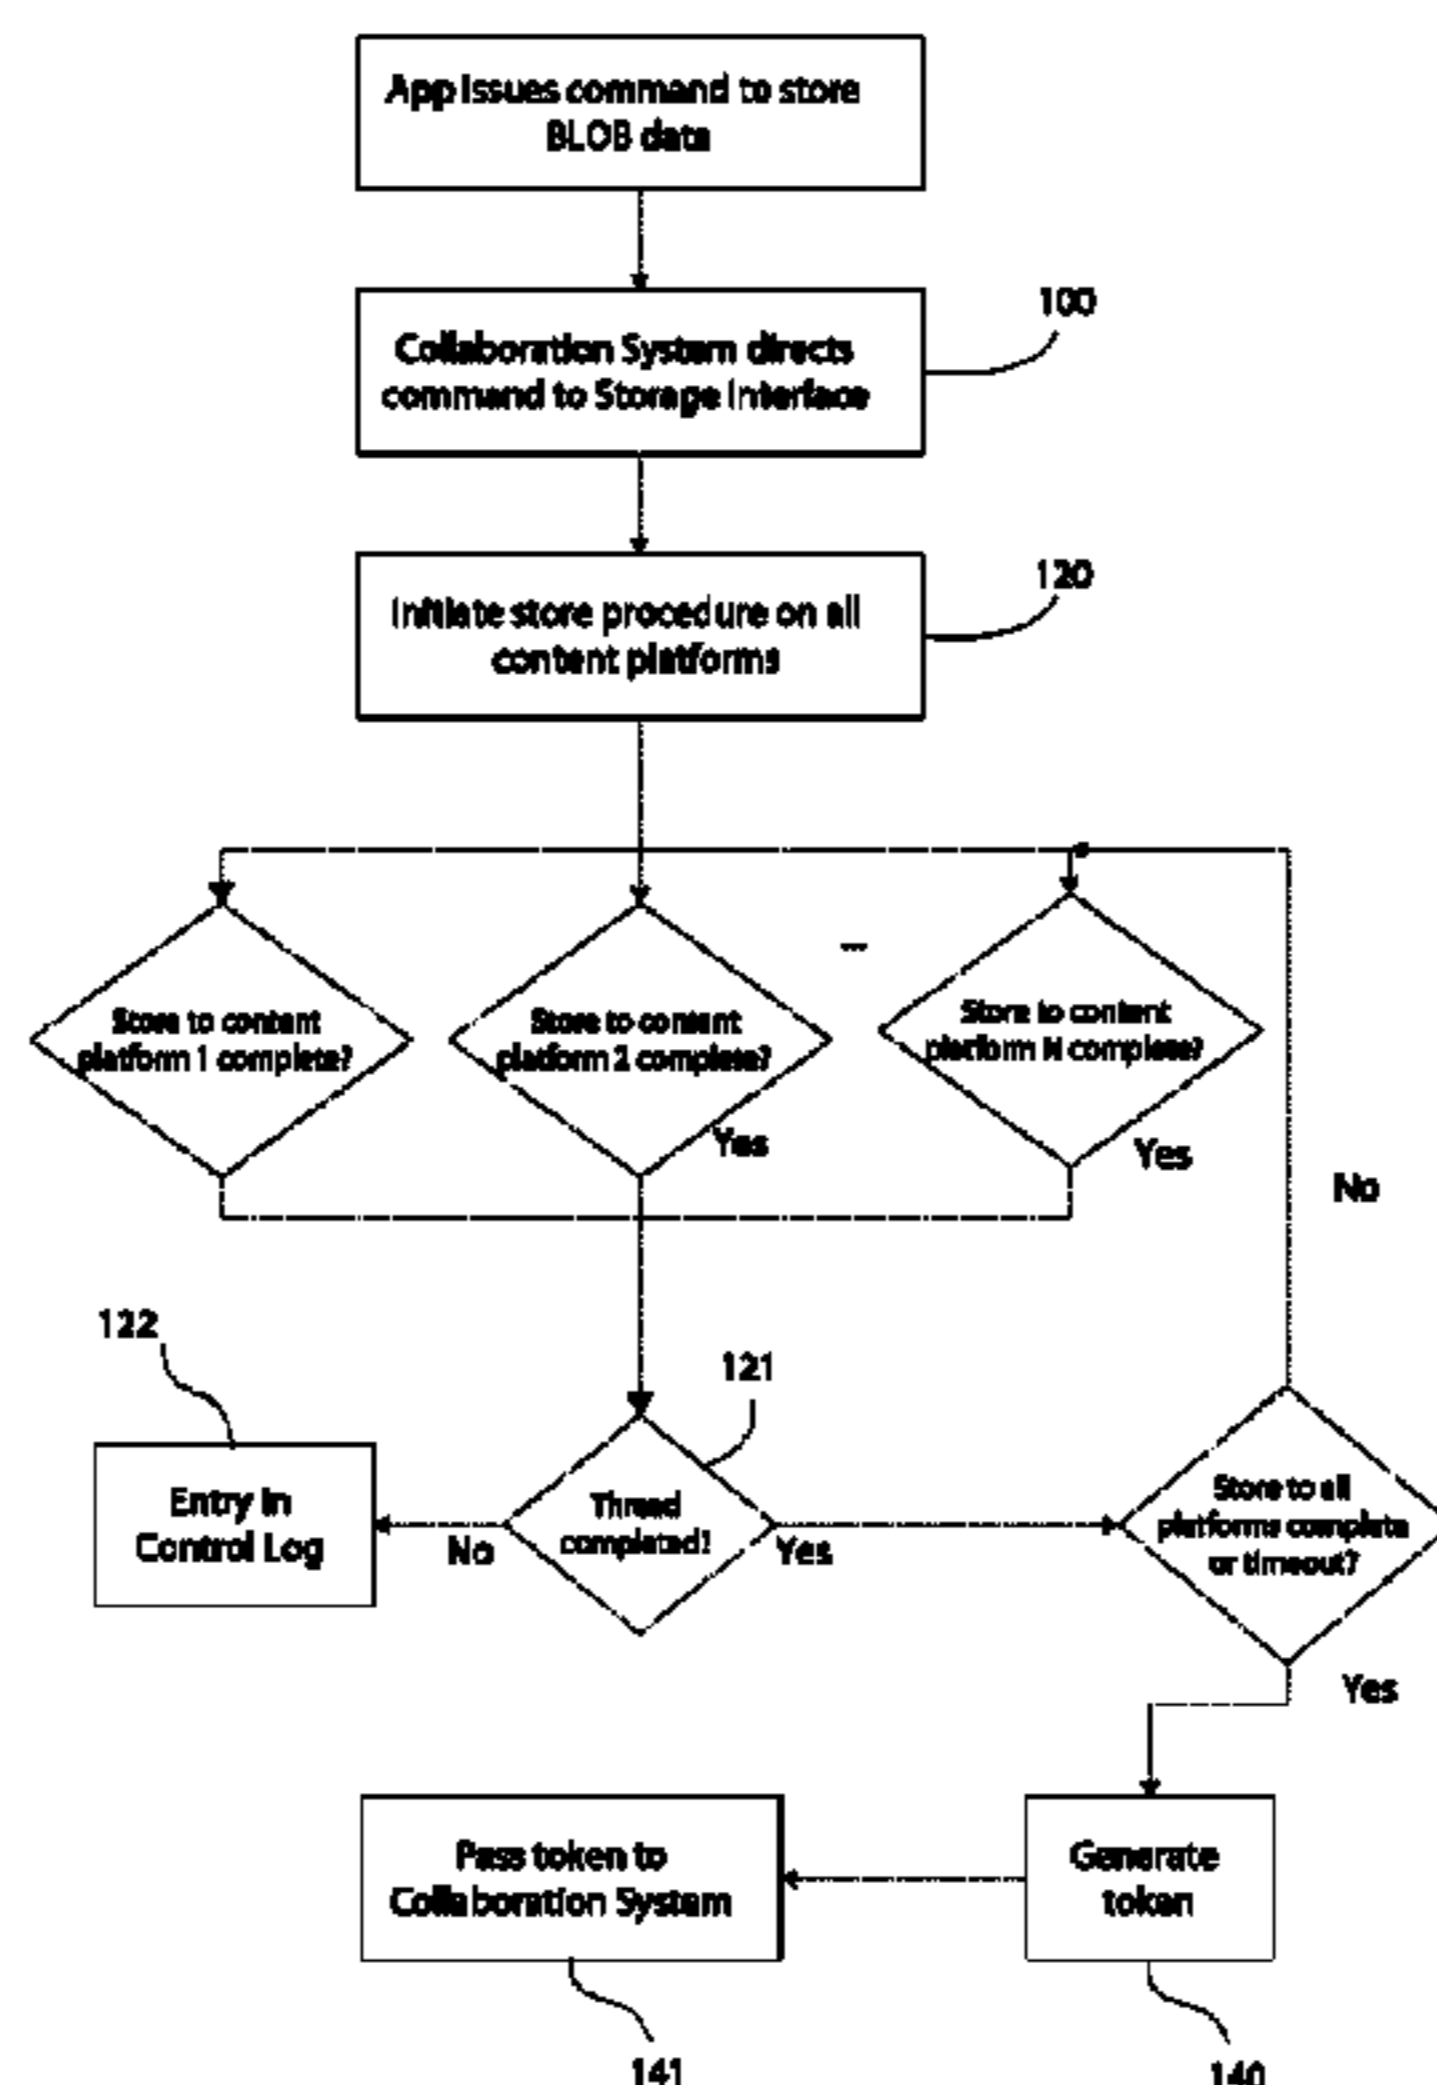 App issues command to store
BLOB data
100
Collaboration System directs
command to Storage Interface
120
Initiate store procedure on all
content platforms
...
Store to content
platform 1 complete?
Store to content
platform 2 complete?
Yes
Store to content
platform N complete?
Yes
No
122
121
Entry in
Control Log
No
Thread
completed?
Yes
Store to all
platforms complete
or timeout?
Yes
Pass token to
Collaboration System
Generate
token
141
140